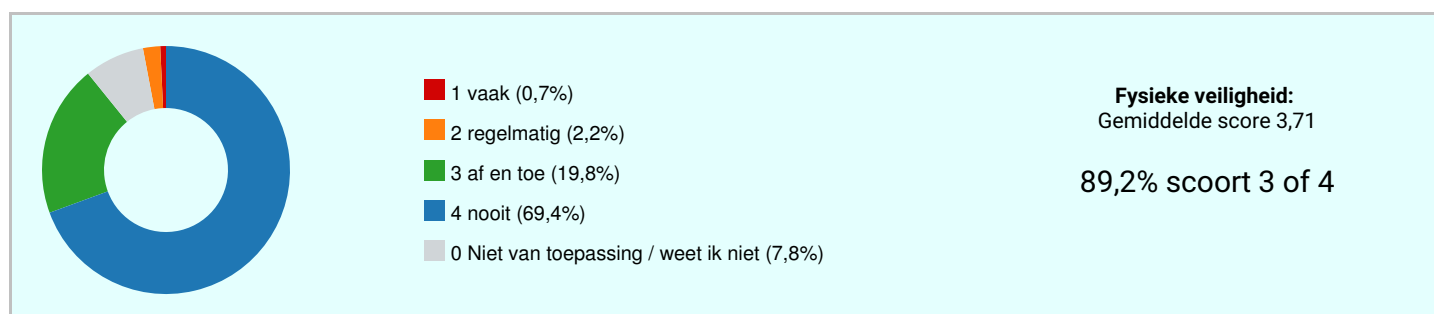 1 vaak (0,7%)
2 regelmatig (2,2%)
3 af en toe (19,8%)
4 nooit (69,4%)
0 Niet van toepassing / weet ik niet (7,8%)
Fysieke veiligheid:
Gemiddelde score 3,71
89,2% scoort 3 of 4